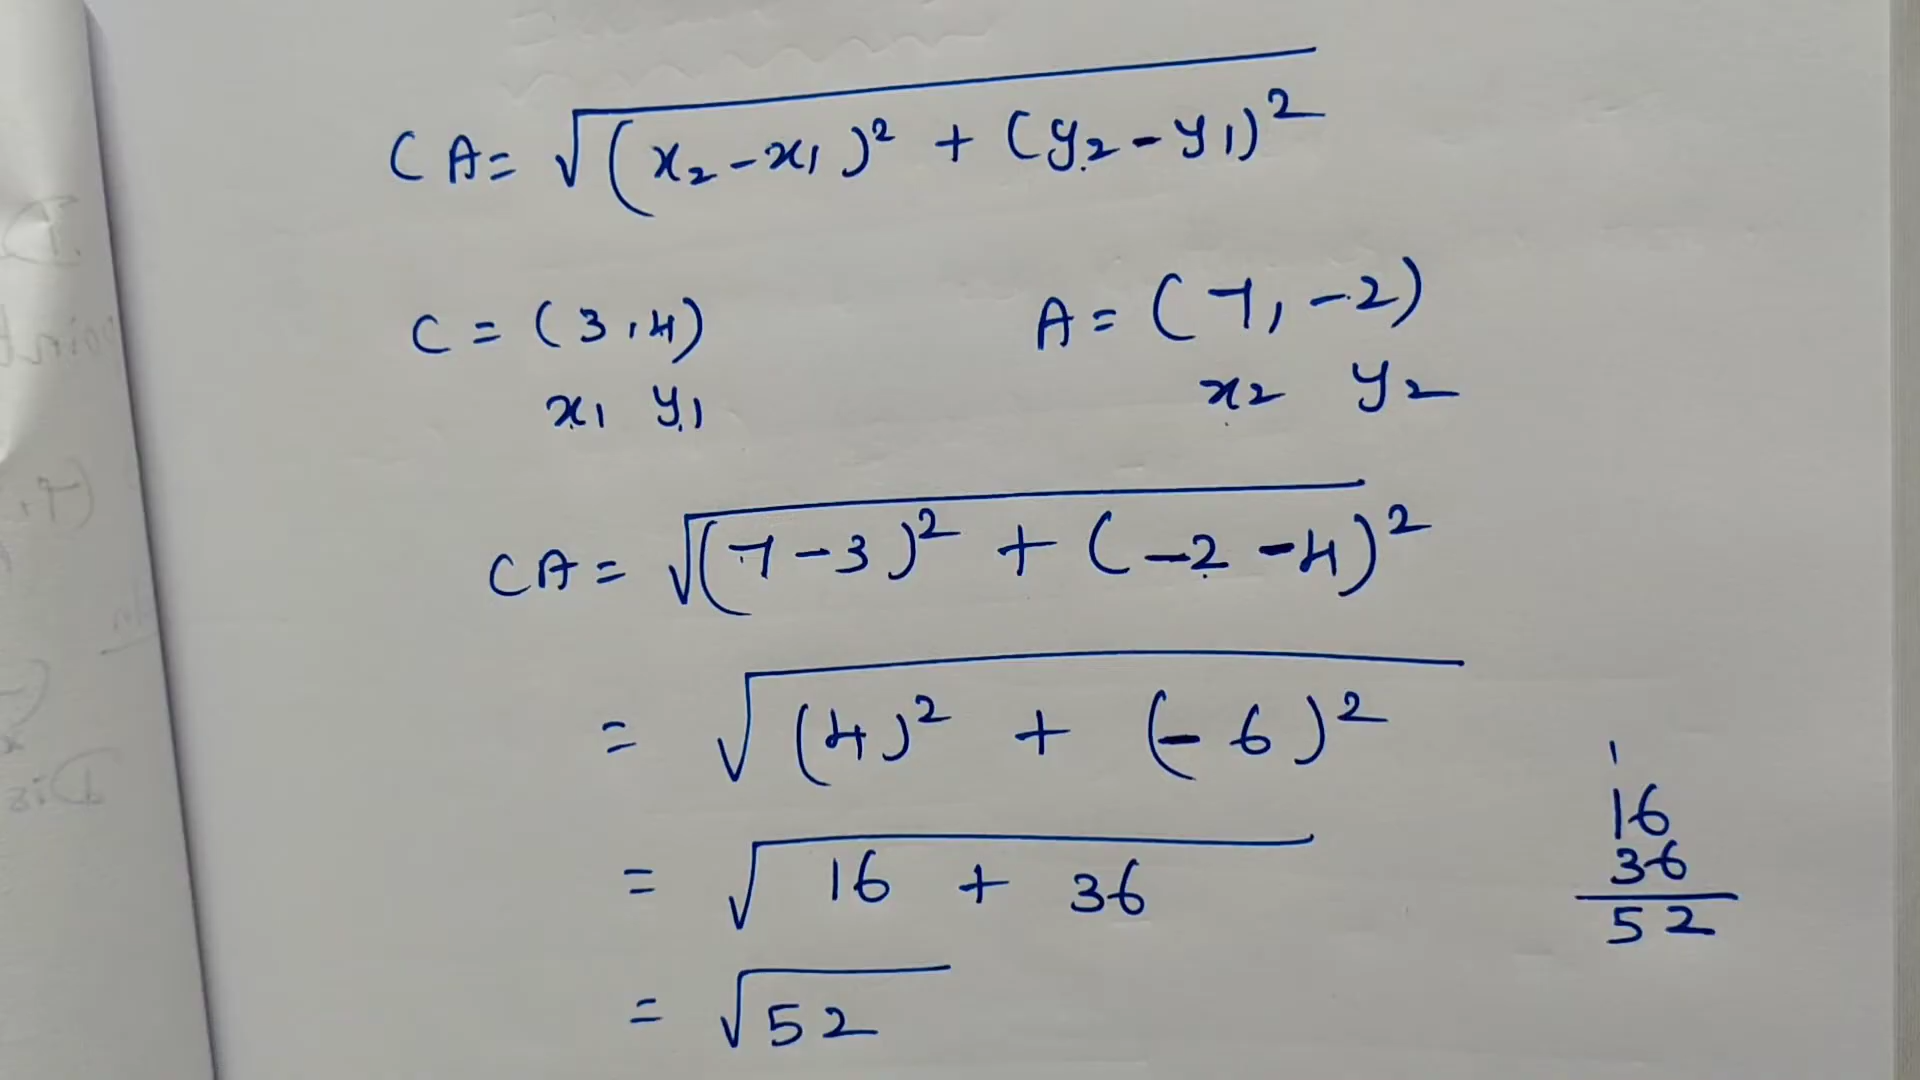 CA= √(x₂-x₁)² + (y₂-y₁)²
C = (3,4) A= (7, -2)
x₁ y₁ x₂ y₂
CA= √(7-3)² + (-2-4)²
= √(4)² + (-6)²
1
16
= √16 + 36
36
52
= √52